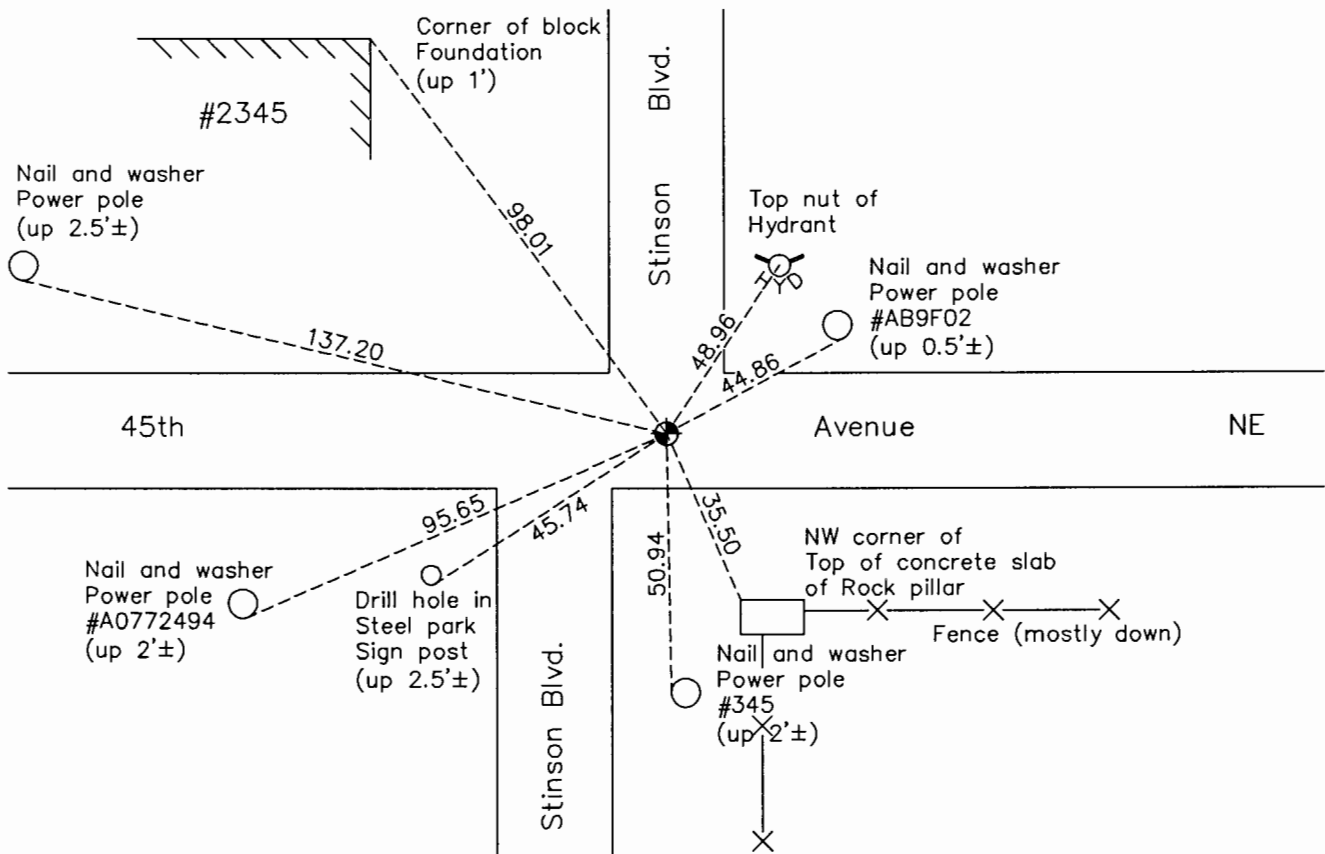 Corner of block
Foundation
(up 1')
Stinson Blvd.
#2345
Nail and washer
Power pole
(up 2.5'±)
98.01
Top nut of
Hydrant
HYD
Nail and washer
Power pole
#AB9F02
(up 0.5'±)
137.20
48.96
44.86
45th Avenue NE
95.65
45.74
50.94
35.50
NW corner of
Top of concrete slab
of Rock pillar
Fence (mostly down)
Nail and washer
Power pole
#A0772494
(up 2'±)
Drill hole in
Steel park
Sign post
(up 2.5'±)
Stinson Blvd.
Nail and washer
Power pole
#345
(up 2'±)